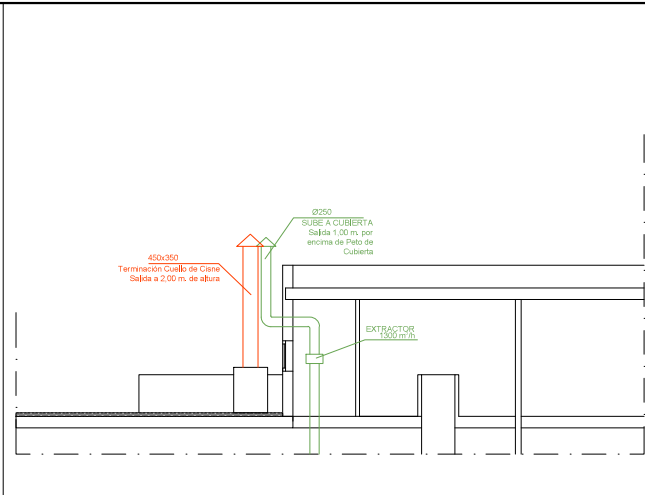 Ø250
SUBE A CUBIERTA
Salida 1,00 m. por
encima de Peto de
Cubierta
450x350
Terminación Cuello de Cisne
Salida a 2,00 m. de altura
EXTRACTOR
1300 m³/h